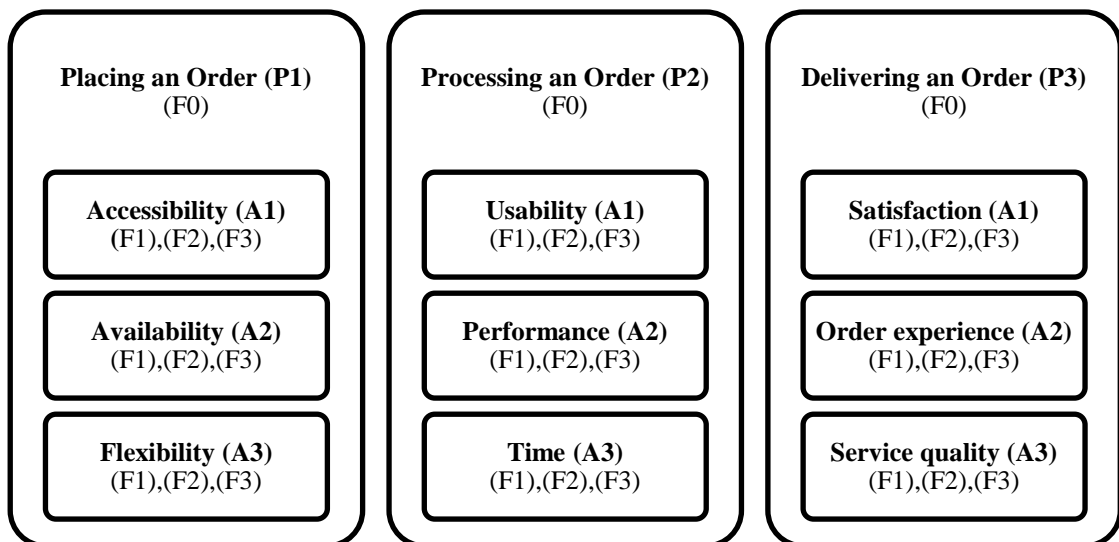 Placing an Order (P1)
(F0)
Accessibility (A1)
(F1),(F2),(F3)
Availability (A2)
(F1),(F2),(F3)
Flexibility (A3)
(F1),(F2),(F3)
Processing an Order (P2)
(F0)
Usability (A1)
(F1),(F2),(F3)
Performance (A2)
(F1),(F2),(F3)
Time (A3)
(F1),(F2),(F3)
Delivering an Order (P3)
(F0)
Satisfaction (A1)
(F1),(F2),(F3)
Order experience (A2)
(F1),(F2),(F3)
Service quality (A3)
(F1),(F2),(F3)